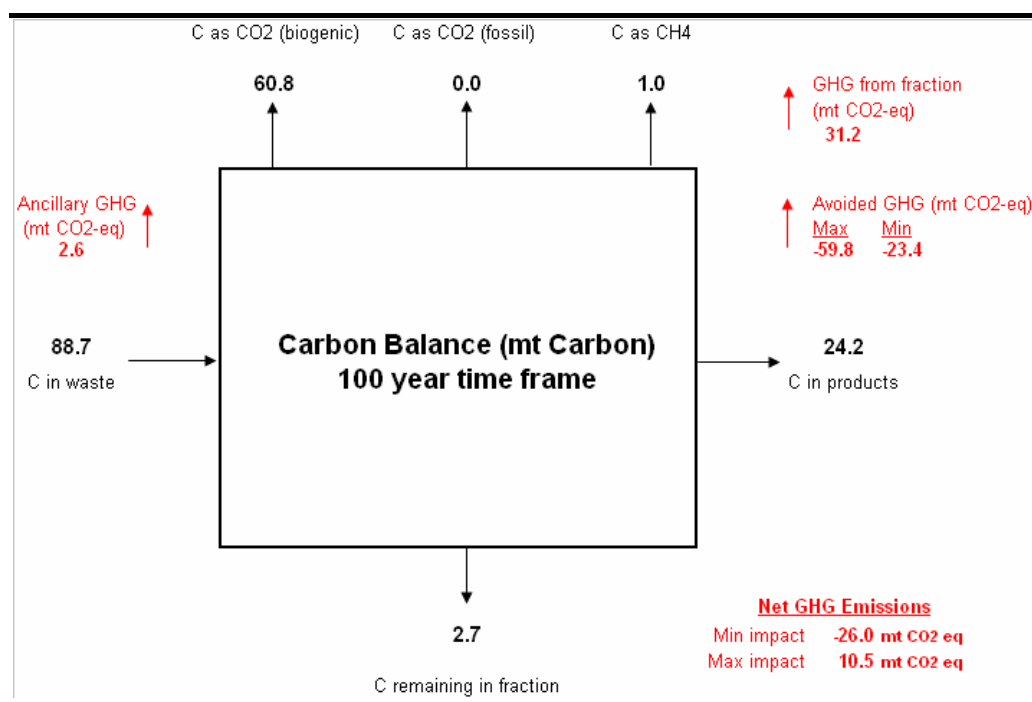 C as CO2 (biogenic) C as CO2 (fossil) C as CH4
60.8 0.0 1.0
GHG from fraction
(mt CO2-eq)
31.2
Ancillary GHG
(mt CO2-eq)
2.6
Avoided GHG (mt CO2-eq)
Max Min
-59.8 -23.4
88.7
C in waste
Carbon Balance (mt Carbon)
100 year time frame
24.2
C in products
2.7
C remaining in fraction
Net GHG Emissions
Min impact -26.0 mt CO2 eq
Max impact 10.5 mt CO2 eq